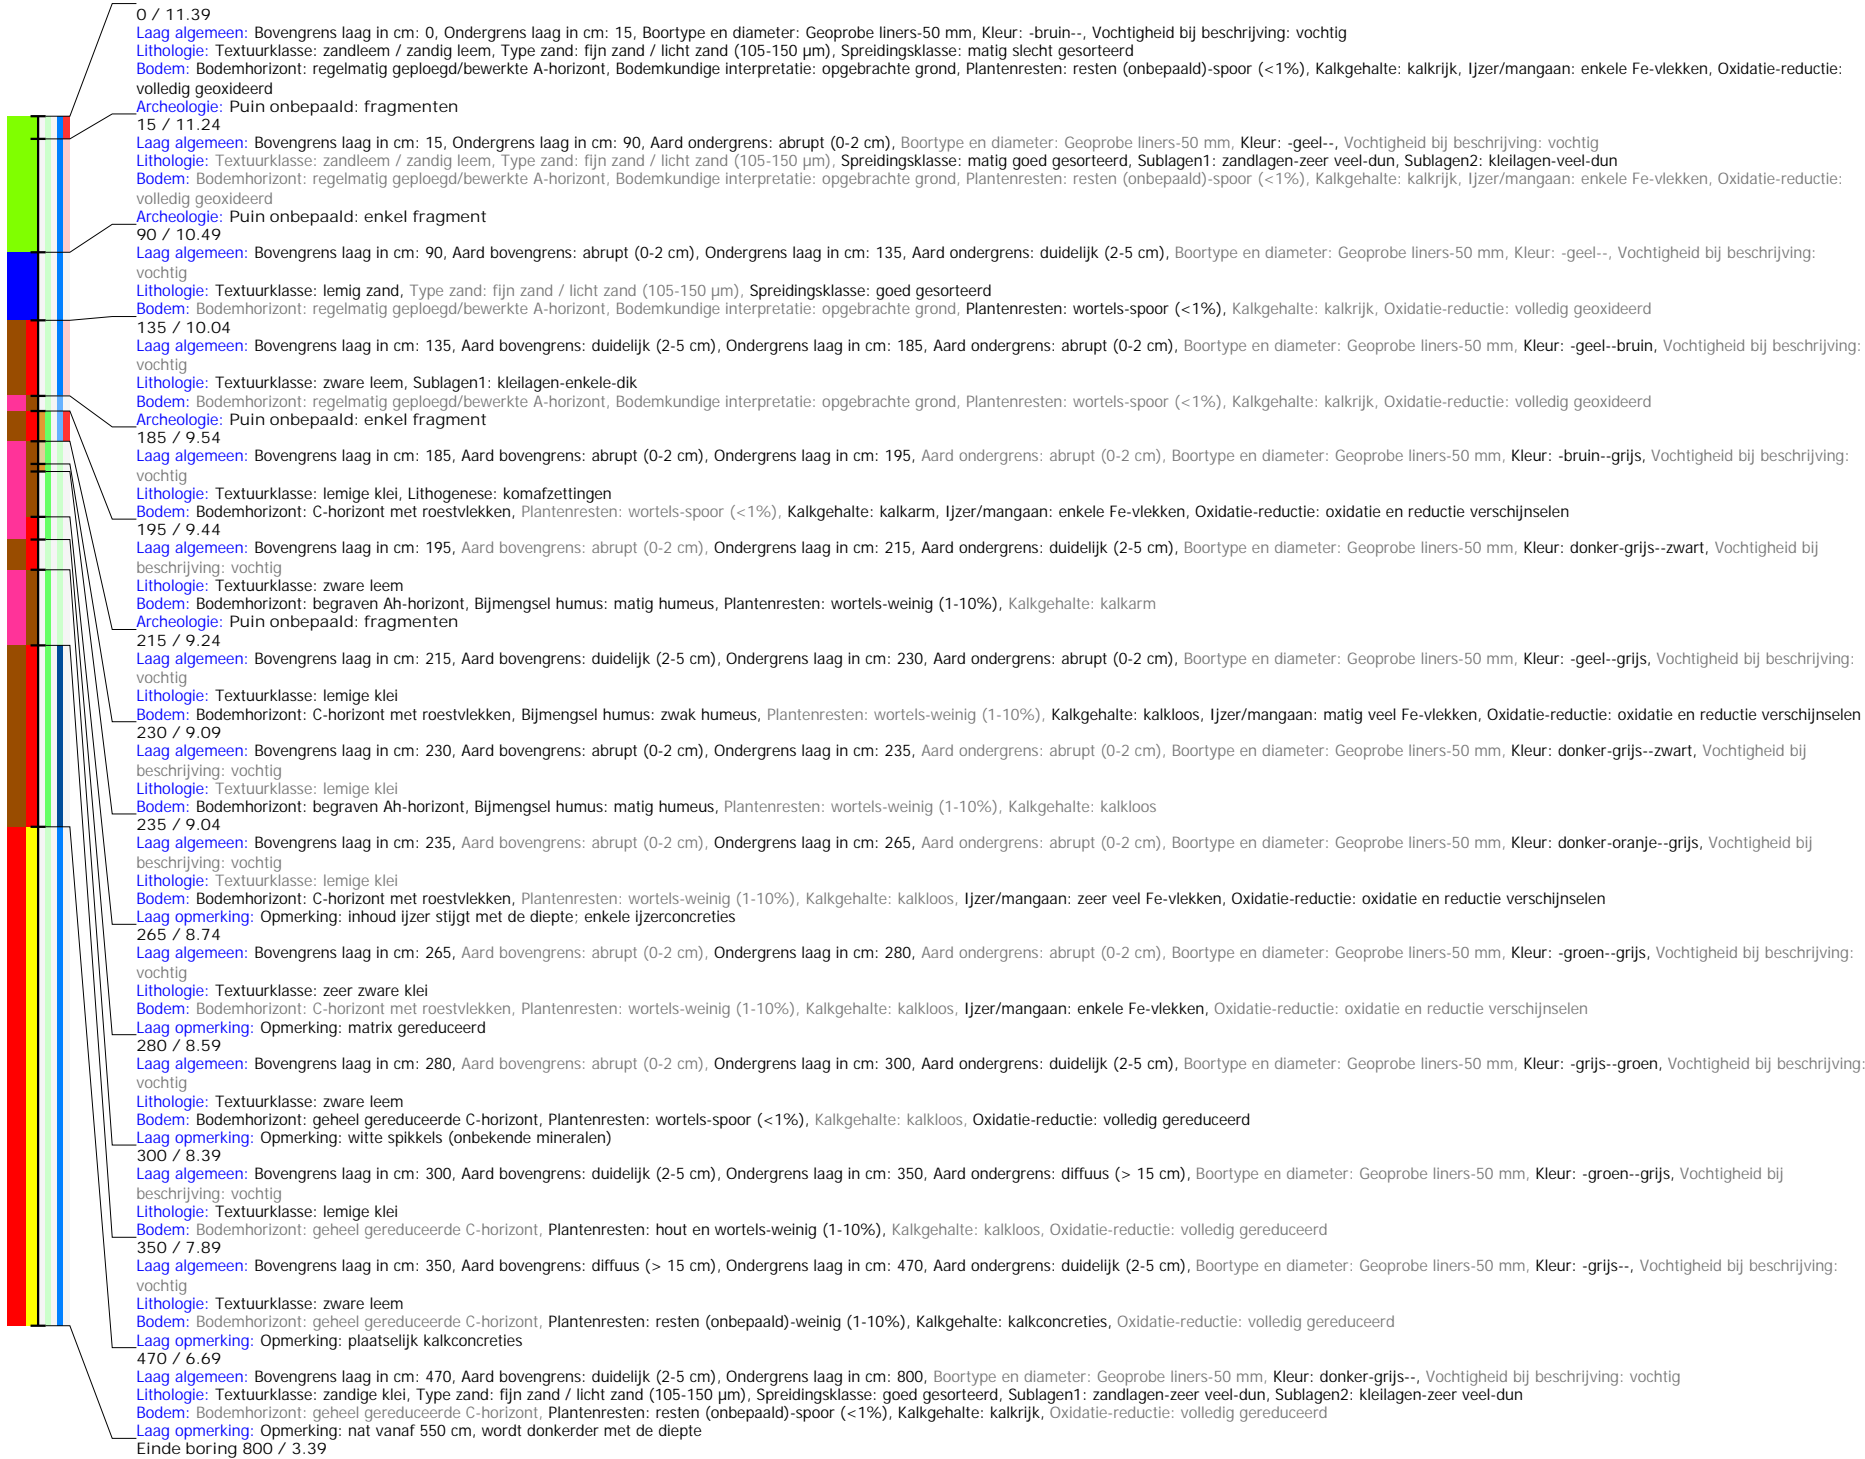 0 / 11.39
Laag algemeen: Bovengrens laag in cm: 0, Ondergrens laag in cm: 15, Boortype en diameter: Geoprobe liners-50 mm, Kleur: -bruin--, Vochtigheid bij beschrijving: vochtig
Lithologie: Textuurklasse: zandleem / zandig leem, Type zand: fijn zand / licht zand (105-150 µm), Spreidingsklasse: matig slecht gesorteerd
Bodem: Bodemhorizont: regelmatig geploegd/bewerkte A-horizont, Bodemkundige interpretatie: opgebrachte grond, Plantenresten: resten (onbepaald)-spoor (<1%), Kalkgehalte: kalkrijk, Ijzer/mangaan: enkele Fe-vlekken, Oxidatie-reductie:
volledig geoxideerd
Archeologie: Puin onbepaald: fragmenten
15 / 11.24
Laag algemeen: Bovengrens laag in cm: 15, Ondergrens laag in cm: 90, Aard ondergrens: abrupt (0-2 cm), Boortype en diameter: Geoprobe liners-50 mm, Kleur: -geel--, Vochtigheid bij beschrijving: vochtig
Lithologie: Textuurklasse: zandleem / zandig leem, Type zand: fijn zand / licht zand (105-150 µm), Spreidingsklasse: matig goed gesorteerd, Sublagen1: zandlagen-zeer veel-dun, Sublagen2: kleilagen-veel-dun
Bodem: Bodemhorizont: regelmatig geploegd/bewerkte A-horizont, Bodemkundige interpretatie: opgebrachte grond, Plantenresten: resten (onbepaald)-spoor (<1%), Kalkgehalte: kalkrijk, Ijzer/mangaan: enkele Fe-vlekken, Oxidatie-reductie:
volledig geoxideerd
Archeologie: Puin onbepaald: enkel fragment
90 / 10.49
Laag algemeen: Bovengrens laag in cm: 90, Aard bovengrens: abrupt (0-2 cm), Ondergrens laag in cm: 135, Aard ondergrens: duidelijk (2-5 cm), Boortype en diameter: Geoprobe liners-50 mm, Kleur: -geel--, Vochtigheid bij beschrijving:
vochtig
Lithologie: Textuurklasse: lemig zand, Type zand: fijn zand / licht zand (105-150 µm), Spreidingsklasse: goed gesorteerd
Bodem: Bodemhorizont: regelmatig geploegd/bewerkte A-horizont, Bodemkundige interpretatie: opgebrachte grond, Plantenresten: wortels-spoor (<1%), Kalkgehalte: kalkrijk, Oxidatie-reductie: volledig geoxideerd
135 / 10.04
Laag algemeen: Bovengrens laag in cm: 135, Aard bovengrens: duidelijk (2-5 cm), Ondergrens laag in cm: 185, Aard ondergrens: abrupt (0-2 cm), Boortype en diameter: Geoprobe liners-50 mm, Kleur: -geel--bruin, Vochtigheid bij beschrijving:
vochtig
Lithologie: Textuurklasse: zware leem, Sublagen1: kleilagen-enkele-dik
Bodem: Bodemhorizont: regelmatig geploegd/bewerkte A-horizont, Bodemkundige interpretatie: opgebrachte grond, Plantenresten: wortels-spoor (<1%), Kalkgehalte: kalkrijk, Oxidatie-reductie: volledig geoxideerd
Archeologie: Puin onbepaald: enkel fragment
185 / 9.54
Laag algemeen: Bovengrens laag in cm: 185, Aard bovengrens: abrupt (0-2 cm), Ondergrens laag in cm: 195, Aard ondergrens: abrupt (0-2 cm), Boortype en diameter: Geoprobe liners-50 mm, Kleur: -bruin--grijs, Vochtigheid bij beschrijving:
vochtig
Lithologie: Textuurklasse: lemige klei, Lithogenese: komafzettingen
Bodem: Bodemhorizont: C-horizont met roestvlekken, Plantenresten: wortels-spoor (<1%), Kalkgehalte: kalkarm, Ijzer/mangaan: enkele Fe-vlekken, Oxidatie-reductie: oxidatie en reductie verschijnselen
195 / 9.44
Laag algemeen: Bovengrens laag in cm: 195, Aard bovengrens: abrupt (0-2 cm), Ondergrens laag in cm: 215, Aard ondergrens: duidelijk (2-5 cm), Boortype en diameter: Geoprobe liners-50 mm, Kleur: donker-grijs--zwart, Vochtigheid bij
beschrijving: vochtig
Lithologie: Textuurklasse: zware leem
Bodem: Bodemhorizont: begraven Ah-horizont, Bijmengsel humus: matig humeus, Plantenresten: wortels-weinig (1-10%), Kalkgehalte: kalkarm
Archeologie: Puin onbepaald: fragmenten
215 / 9.24
Laag algemeen: Bovengrens laag in cm: 215, Aard bovengrens: duidelijk (2-5 cm), Ondergrens laag in cm: 230, Aard ondergrens: abrupt (0-2 cm), Boortype en diameter: Geoprobe liners-50 mm, Kleur: -geel--grijs, Vochtigheid bij beschrijving:
vochtig
Lithologie: Textuurklasse: lemige klei
Bodem: Bodemhorizont: C-horizont met roestvlekken, Bijmengsel humus: zwak humeus, Plantenresten: wortels-weinig (1-10%), Kalkgehalte: kalkloos, Ijzer/mangaan: matig veel Fe-vlekken, Oxidatie-reductie: oxidatie en reductie verschijnselen
230 / 9.09
Laag algemeen: Bovengrens laag in cm: 230, Aard bovengrens: abrupt (0-2 cm), Ondergrens laag in cm: 235, Aard ondergrens: abrupt (0-2 cm), Boortype en diameter: Geoprobe liners-50 mm, Kleur: donker-grijs--zwart, Vochtigheid bij
beschrijving: vochtig
Lithologie: Textuurklasse: lemige klei
Bodem: Bodemhorizont: begraven Ah-horizont, Bijmengsel humus: matig humeus, Plantenresten: wortels-weinig (1-10%), Kalkgehalte: kalkloos
235 / 9.04
Laag algemeen: Bovengrens laag in cm: 235, Aard bovengrens: abrupt (0-2 cm), Ondergrens laag in cm: 265, Aard ondergrens: abrupt (0-2 cm), Boortype en diameter: Geoprobe liners-50 mm, Kleur: donker-oranje--grijs, Vochtigheid bij
beschrijving: vochtig
Lithologie: Textuurklasse: lemige klei
Bodem: Bodemhorizont: C-horizont met roestvlekken, Plantenresten: wortels-weinig (1-10%), Kalkgehalte: kalkloos, Ijzer/mangaan: zeer veel Fe-vlekken, Oxidatie-reductie: oxidatie en reductie verschijnselen
Laag opmerking: Opmerking: inhoud ijzer stijgt met de diepte; enkele ijzerconcreties
265 / 8.74
Laag algemeen: Bovengrens laag in cm: 265, Aard bovengrens: abrupt (0-2 cm), Ondergrens laag in cm: 280, Aard ondergrens: abrupt (0-2 cm), Boortype en diameter: Geoprobe liners-50 mm, Kleur: -groen--grijs, Vochtigheid bij beschrijving:
vochtig
Lithologie: Textuurklasse: zeer zware klei
Bodem: Bodemhorizont: C-horizont met roestvlekken, Plantenresten: wortels-weinig (1-10%), Kalkgehalte: kalkloos, Ijzer/mangaan: enkele Fe-vlekken, Oxidatie-reductie: oxidatie en reductie verschijnselen
Laag opmerking: Opmerking: matrix gereduceerd
280 / 8.59
Laag algemeen: Bovengrens laag in cm: 280, Aard bovengrens: abrupt (0-2 cm), Ondergrens laag in cm: 300, Aard ondergrens: duidelijk (2-5 cm), Boortype en diameter: Geoprobe liners-50 mm, Kleur: -grijs--groen, Vochtigheid bij beschrijving:
vochtig
Lithologie: Textuurklasse: zware leem
Bodem: Bodemhorizont: geheel gereduceerde C-horizont, Plantenresten: wortels-spoor (<1%), Kalkgehalte: kalkloos, Oxidatie-reductie: volledig gereduceerd
Laag opmerking: Opmerking: witte spikkels (onbekende mineralen)
300 / 8.39
Laag algemeen: Bovengrens laag in cm: 300, Aard bovengrens: duidelijk (2-5 cm), Ondergrens laag in cm: 350, Aard ondergrens: diffuus (> 15 cm), Boortype en diameter: Geoprobe liners-50 mm, Kleur: -groen--grijs, Vochtigheid bij
beschrijving: vochtig
Lithologie: Textuurklasse: lemige klei
Bodem: Bodemhorizont: geheel gereduceerde C-horizont, Plantenresten: hout en wortels-weinig (1-10%), Kalkgehalte: kalkloos, Oxidatie-reductie: volledig gereduceerd
350 / 7.89
Laag algemeen: Bovengrens laag in cm: 350, Aard bovengrens: diffuus (> 15 cm), Ondergrens laag in cm: 470, Aard ondergrens: duidelijk (2-5 cm), Boortype en diameter: Geoprobe liners-50 mm, Kleur: -grijs--, Vochtigheid bij beschrijving:
vochtig
Lithologie: Textuurklasse: zware leem
Bodem: Bodemhorizont: geheel gereduceerde C-horizont, Plantenresten: resten (onbepaald)-weinig (1-10%), Kalkgehalte: kalkconcreties, Oxidatie-reductie: volledig gereduceerd
Laag opmerking: Opmerking: plaatselijk kalkconcreties
470 / 6.69
Laag algemeen: Bovengrens laag in cm: 470, Aard bovengrens: duidelijk (2-5 cm), Ondergrens laag in cm: 800, Boortype en diameter: Geoprobe liners-50 mm, Kleur: donker-grijs--, Vochtigheid bij beschrijving: vochtig
Lithologie: Textuurklasse: zandige klei, Type zand: fijn zand / licht zand (105-150 µm), Spreidingsklasse: goed gesorteerd, Sublagen1: zandlagen-zeer veel-dun, Sublagen2: kleilagen-zeer veel-dun
Bodem: Bodemhorizont: geheel gereduceerde C-horizont, Plantenresten: resten (onbepaald)-spoor (<1%), Kalkgehalte: kalkrijk, Oxidatie-reductie: volledig gereduceerd
Laag opmerking: Opmerking: nat vanaf 550 cm, wordt donkerder met de diepte
Einde boring 800 / 3.39